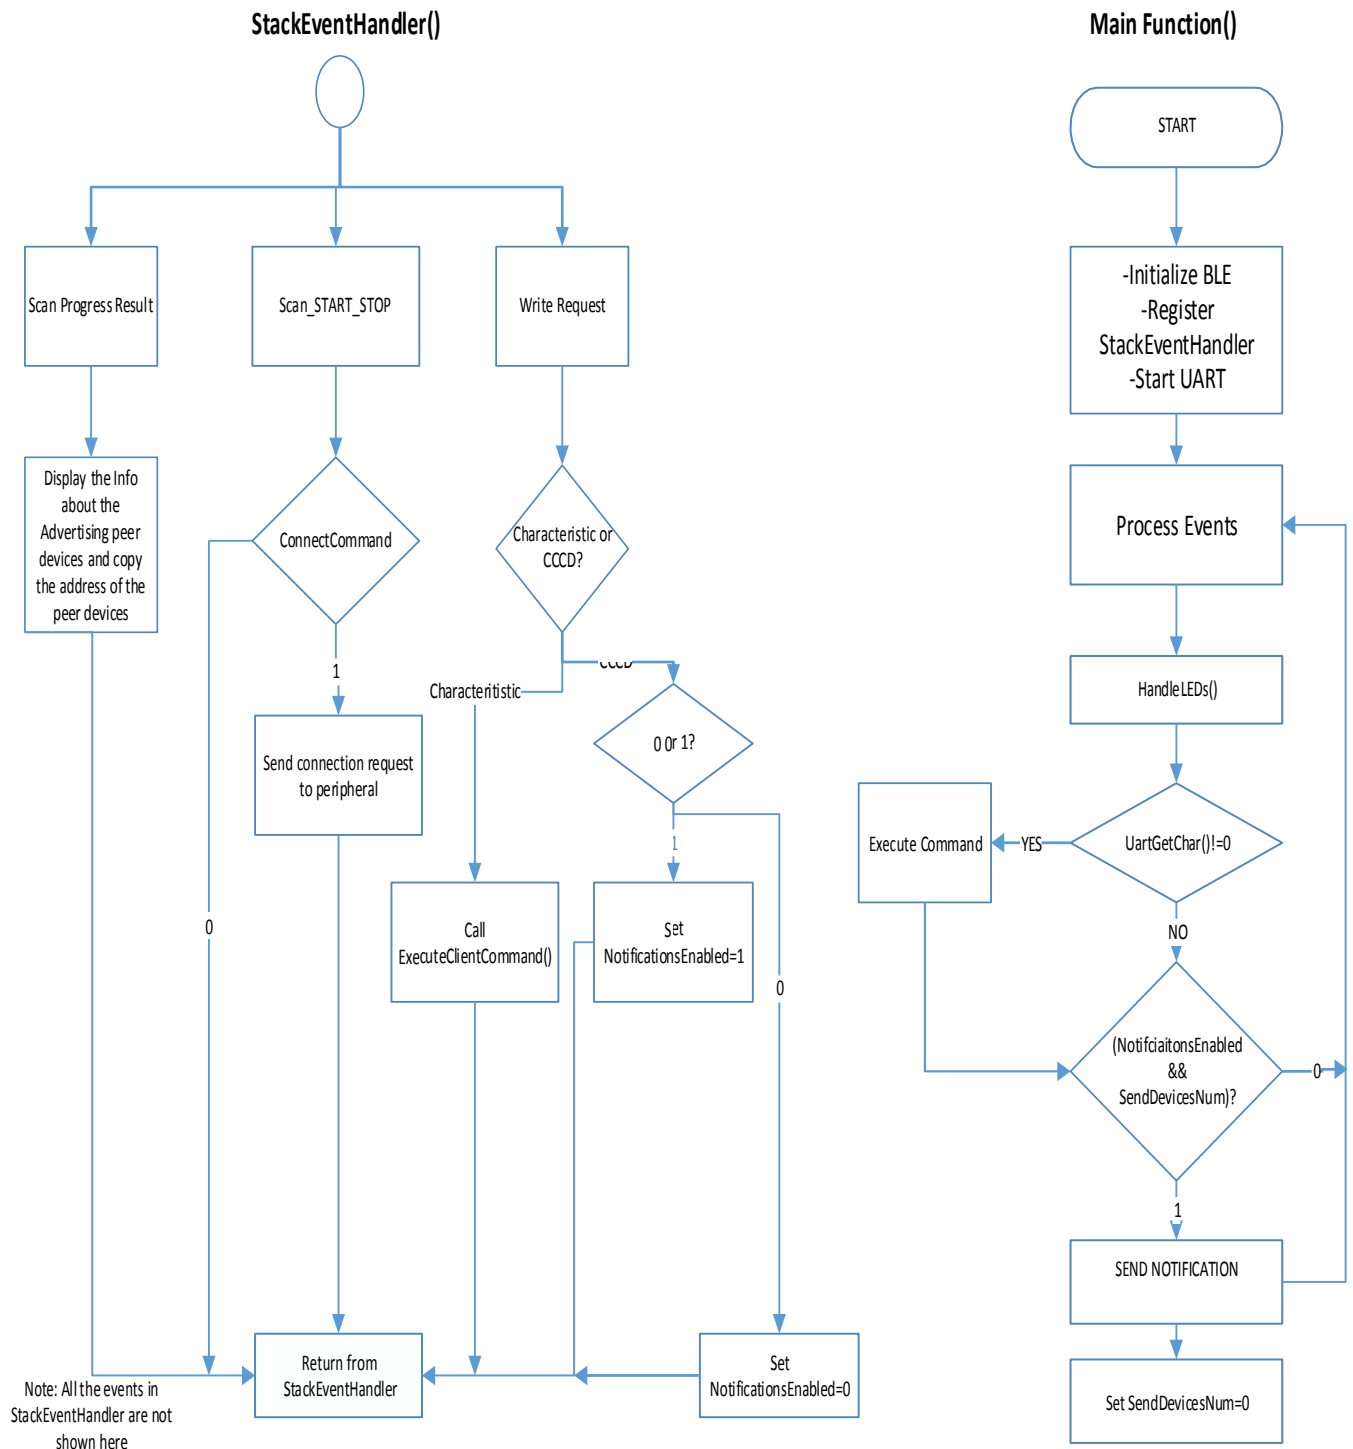 StackEventHandler()
Main Function()
START
Scan Progress Result
Scan_START_STOP
Write Request
-Initialize BLE
-Register
StackEventHandler
-Start UART
Display the Info
about the
Advertising peer
devices and copy
the address of the
peer devices
ConnectCommand
Characteristic or
CCCD?
Process Events
1
Characteritistic
CCCD
HandleLEDs()
Send connection request
to peripheral
0 0r 1?
Execute Command
YES
UartGetChar()!=0
1
0
Call
ExecuteClientCommand()
Set
NotificationsEnabled=1
NO
0
(NotifciaitonsEnabled
&&
SendDevicesNum)?
0
1
SEND NOTIFICATION
Return from
StackEventHandler
Set
NotificationsEnabled=0
Set SendDevicesNum=0
Note: All the events in
StackEventHandler are not
shown here